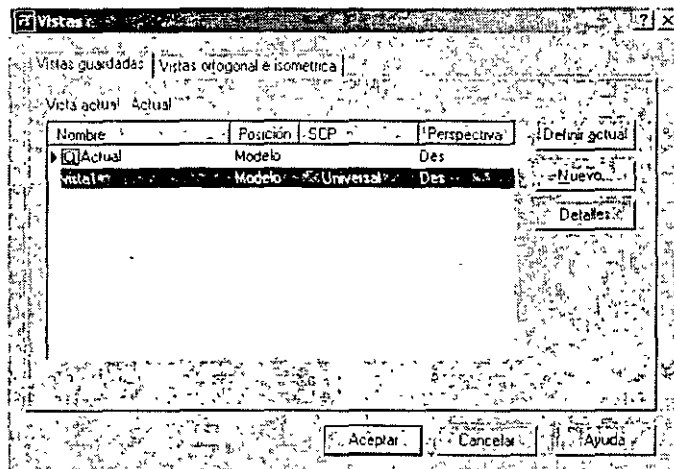 Vistas
Vistas guardadas Vistas ortogonal e isometrica
Vista actual Actual
Nombre Posición SCP Perspectiva
Actual Modelo Des
vista1 Modelo Universal Des
Definir actual
Nuevo...
Detalles
Aceptar Cancelar Ayuda